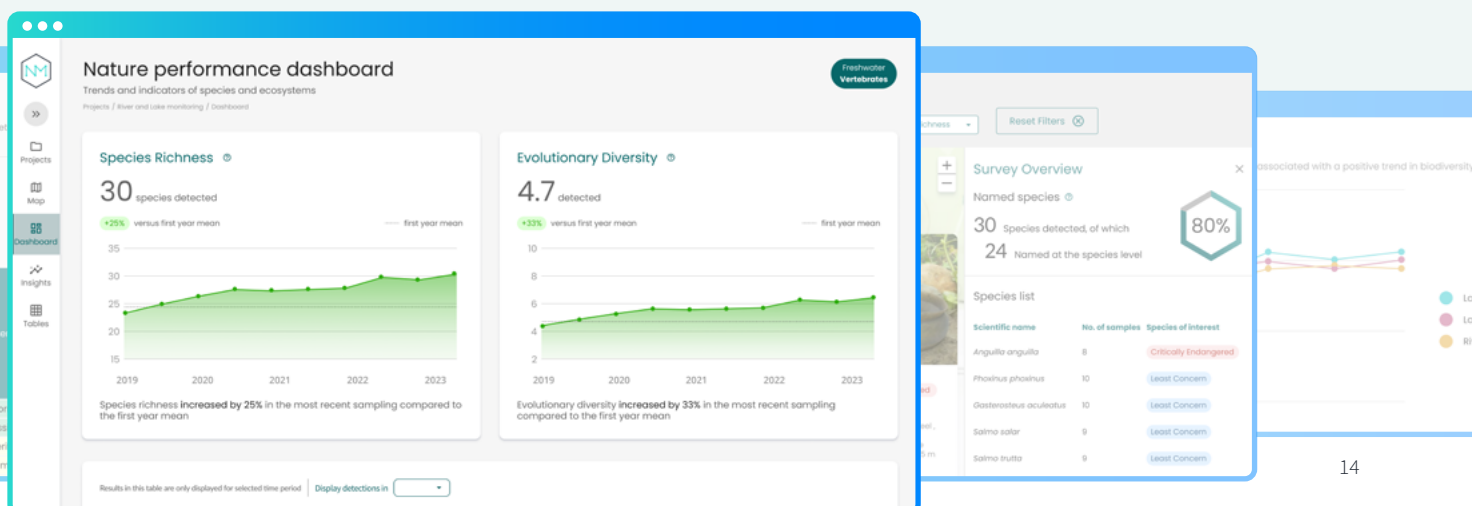 NM
Nature performance dashboard
Trends and indicators of species and ecosystems
Projects / River and Lake monitoring / Dashboard
Freshwater
Vertebrates
Projects
Map
Dashboard
Insights
Tables
Species Richness
30 species detected
+25% versus first year mean
first year mean
35
30
25
20
15
2019 2020 2021 2022 2023
Species richness increased by 25% in the most recent sampling compared to
the first year mean
Evolutionary Diversity
4.7 detected
+33% versus first year mean
first year mean
10
8
6
4
2
2019 2020 2021 2022 2023
Evolutionary diversity increased by 33% in the most recent sampling
compared to the first year mean
Results in this table are only displayed for selected time period
Display detections in
Reset Filters
Survey Overview
Named species
30 Species detected, of which
24 Named at the species level
80%
Species list
Scientific name No. of samples Species of interest
Anguilla anguilla 8 Critically Endangered
Phoxinus phoxinus 10 Least Concern
Gasterosteus aculeatus 10 Least Concern
Salmo salar 9 Least Concern
Salmo trutta 9 Least Concern
associated with a positive trend in biodiversity
14